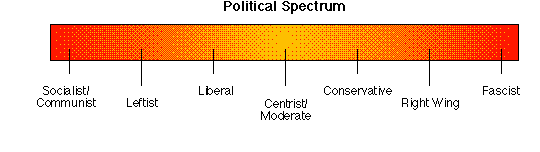 Political Spectrum
Socialist/
Communist
Leftist
Liberal
Centrist/
Moderate
Conservative
Right Wing
Fascist